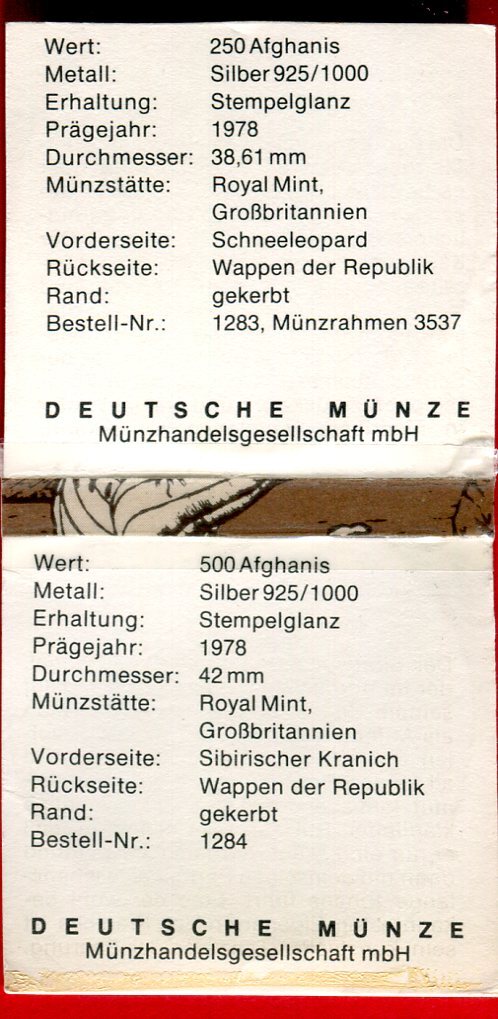 Wert: 250 Afghanis
Metall: Silber 925/1000
Erhaltung: Stempelglanz
Prägejahr: 1978
Durchmesser: 38,61 mm
Münzstätte: Royal Mint,
Großbritannien
Vorderseite: Schneeleopard
Rückseite: Wappen der Republik
Rand: gekerbt
Bestell-Nr.: 1283, Münzrahmen 3537
DEUTSCHE MÜNZE
Münzhandelsgesellschaft mbH
Wert: 500 Afghanis
Metall: Silber 925/1000
Erhaltung: Stempelglanz
Prägejahr: 1978
Durchmesser: 42 mm
Münzstätte: Royal Mint,
Großbritannien
Vorderseite: Sibirischer Kranich
Rückseite: Wappen der Republik
Rand: gekerbt
Bestell-Nr.: 1284
DEUTSCHE MÜNZE
Münzhandelsgesellschaft mbH